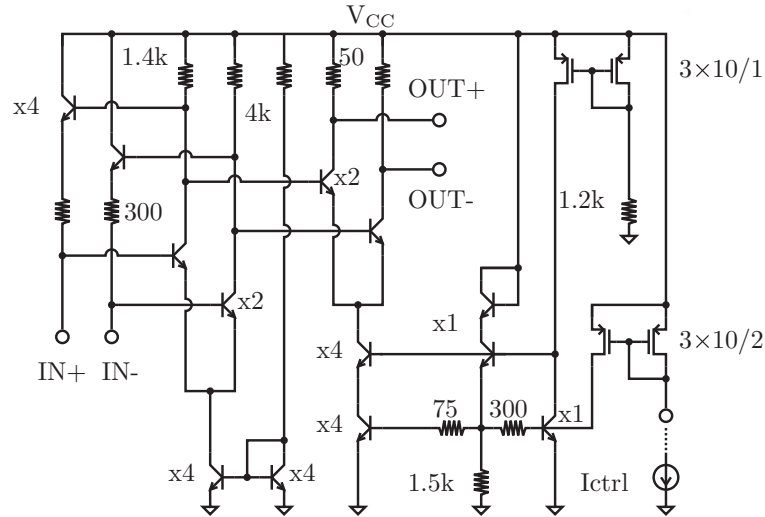 VCC
1.4k
50
3×10/1
x4
OUT+
4k
x2
OUT-
300
1.2k
x2
x1
3×10/2
IN+ IN-
x4
75
300
x1
x4
x4
x4
1.5k
Ictrl